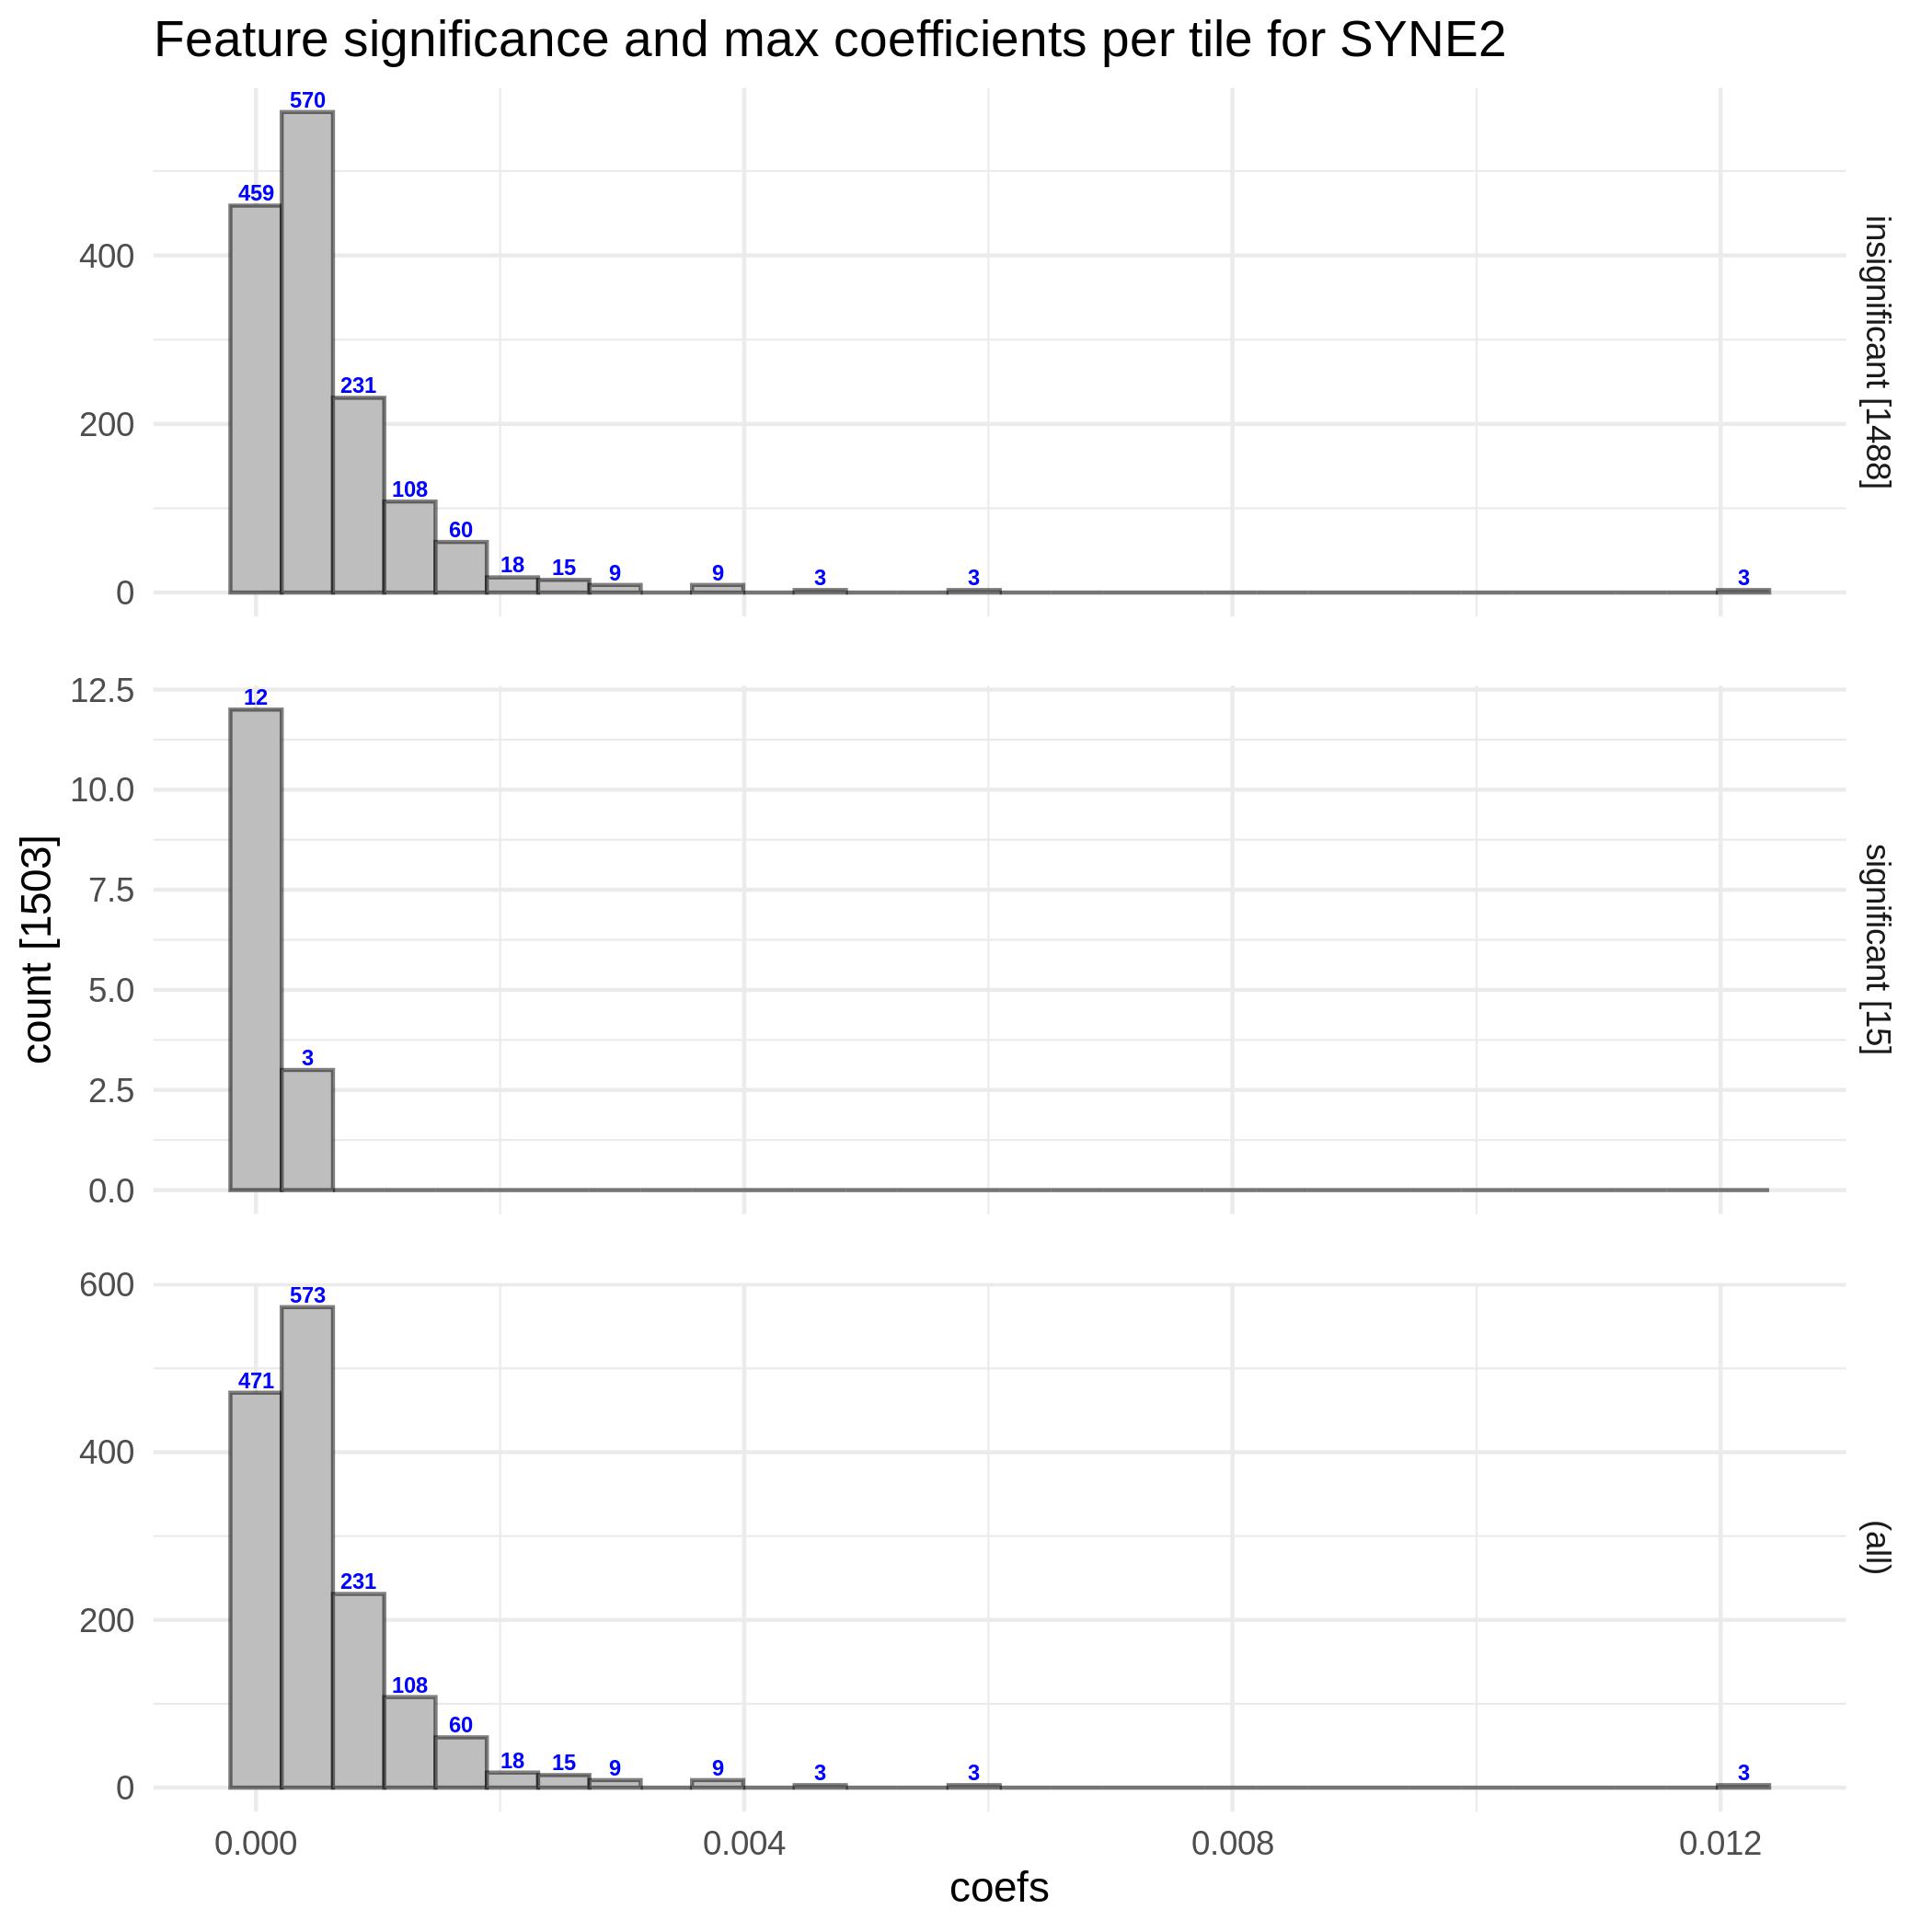 Feature significance and max coefficients per tile for SYNE2
570
459
400
231
200
108
60
18 15 9 9 3 3 3
0
insignificant [1488]
12.5
12
10.0
7.5
5.0
3
2.5
0.0
significant [15]
count [1503]
600
573
471
400
231
200
108
60
18 15 9 9 3 3 3
0
(all)
0.000 0.004 0.008 0.012
coefs